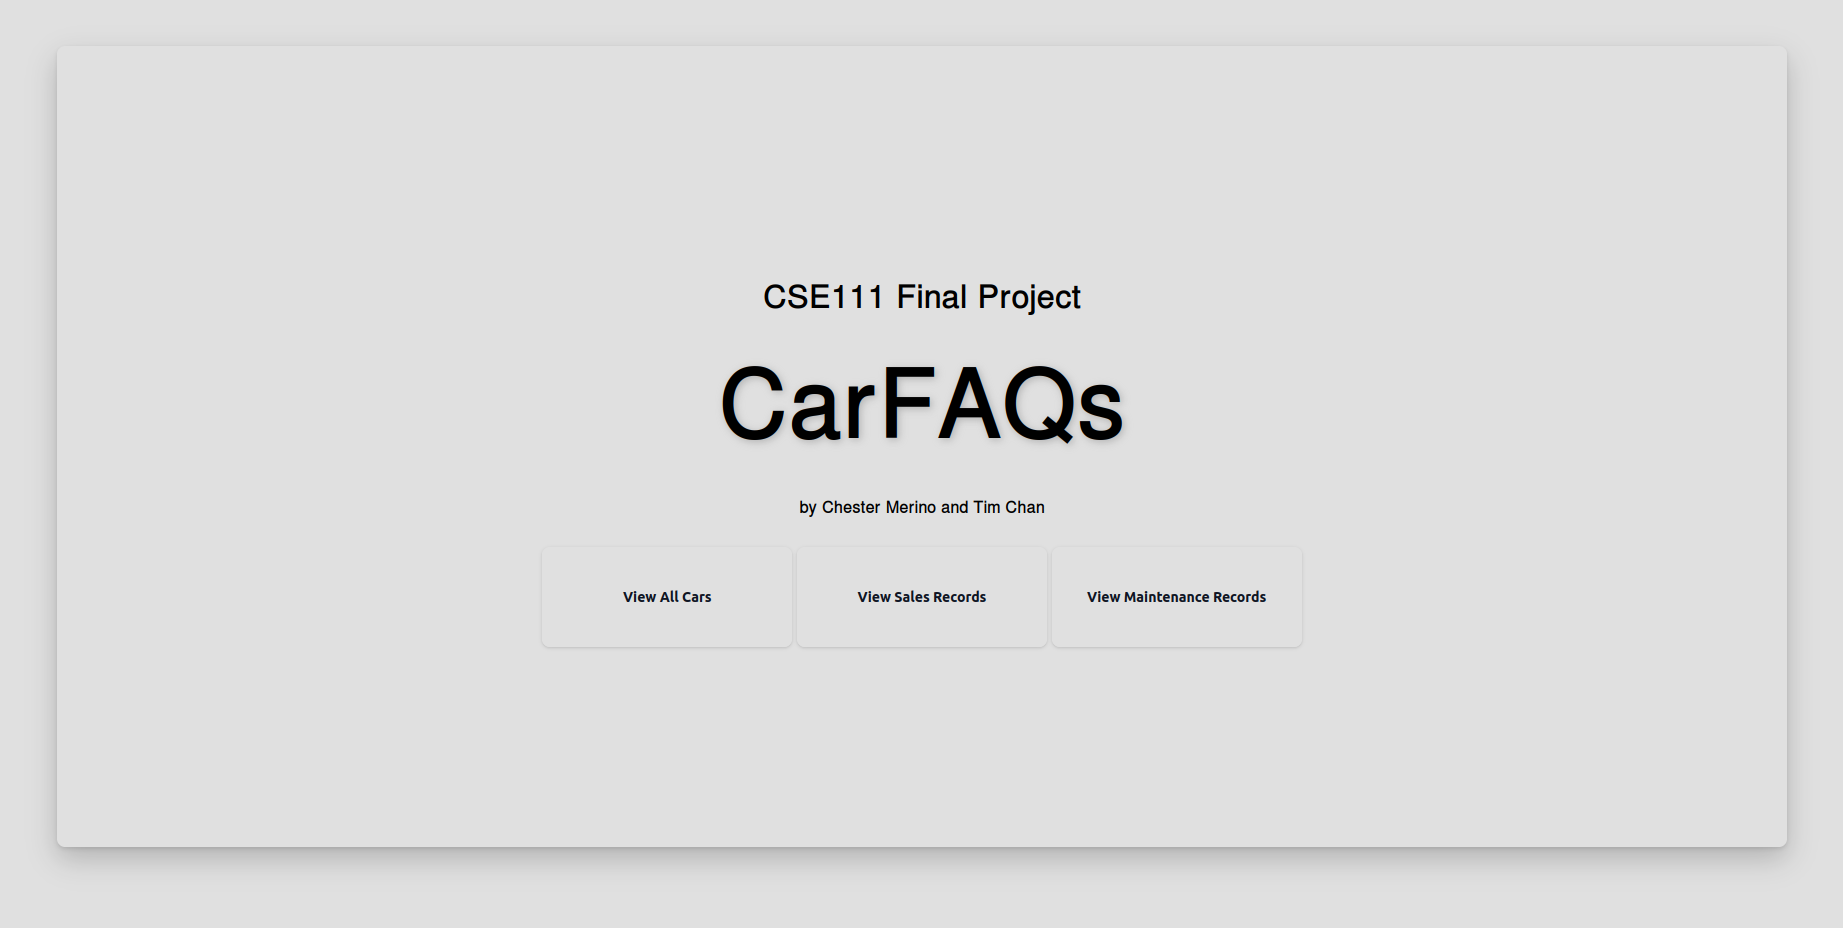 CSE111 Final Project
CarFAQs
by Chester Merino and Tim Chan
View All Cars
View Sales Records
View Maintenance Records